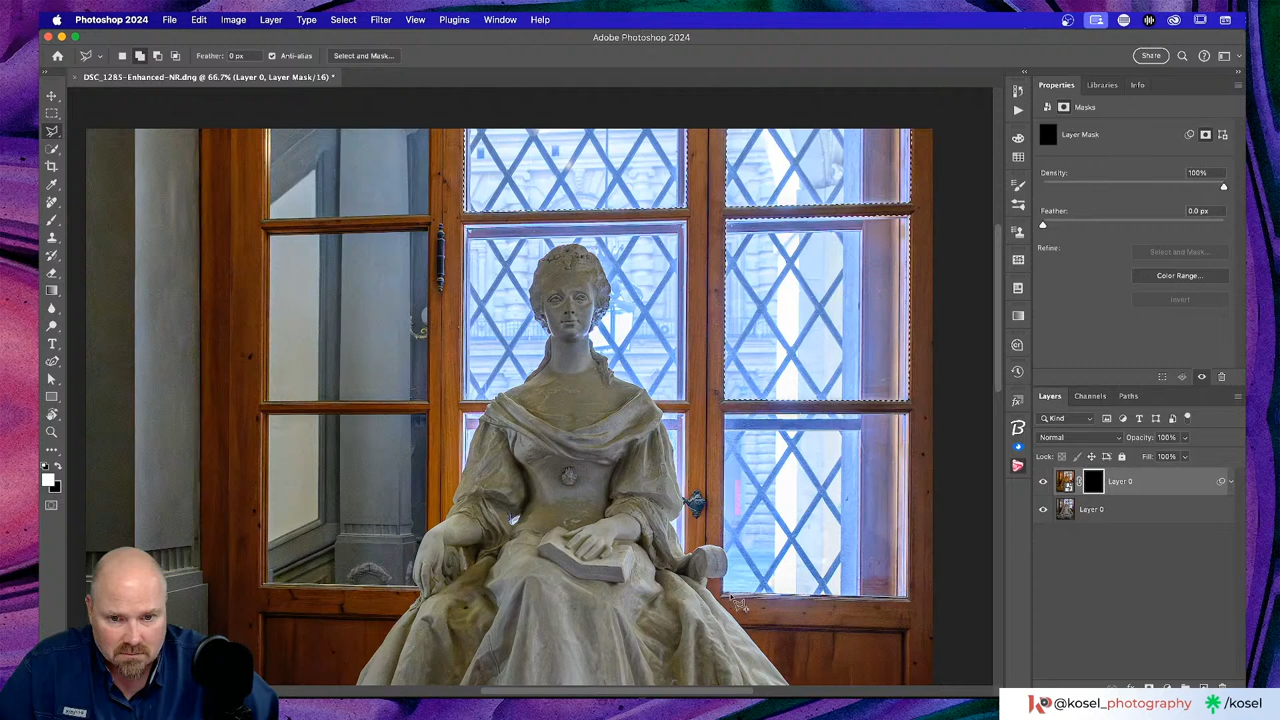 Photoshop 2024 File Edit Image Layer Type Select Filter View Plugins Window Help
Adobe Photoshop 2024
Feather: 0 px Anti-alias Select and Mask... Share
DSC_1285-Enhanced-NR.dng @ 66.7% (Layer 0, Layer Mask/16) *
Properties Libraries Info
Masks
Layer Mask
Density: 100%
Feather: 0.0 px
Refine: Select and Mask...
Color Range...
Invert
Layers Channels Paths
Kind
Normal Opacity: 100%
Lock: Fill: 100%
Layer 0
Layer 0
@kosel_photography /kosel